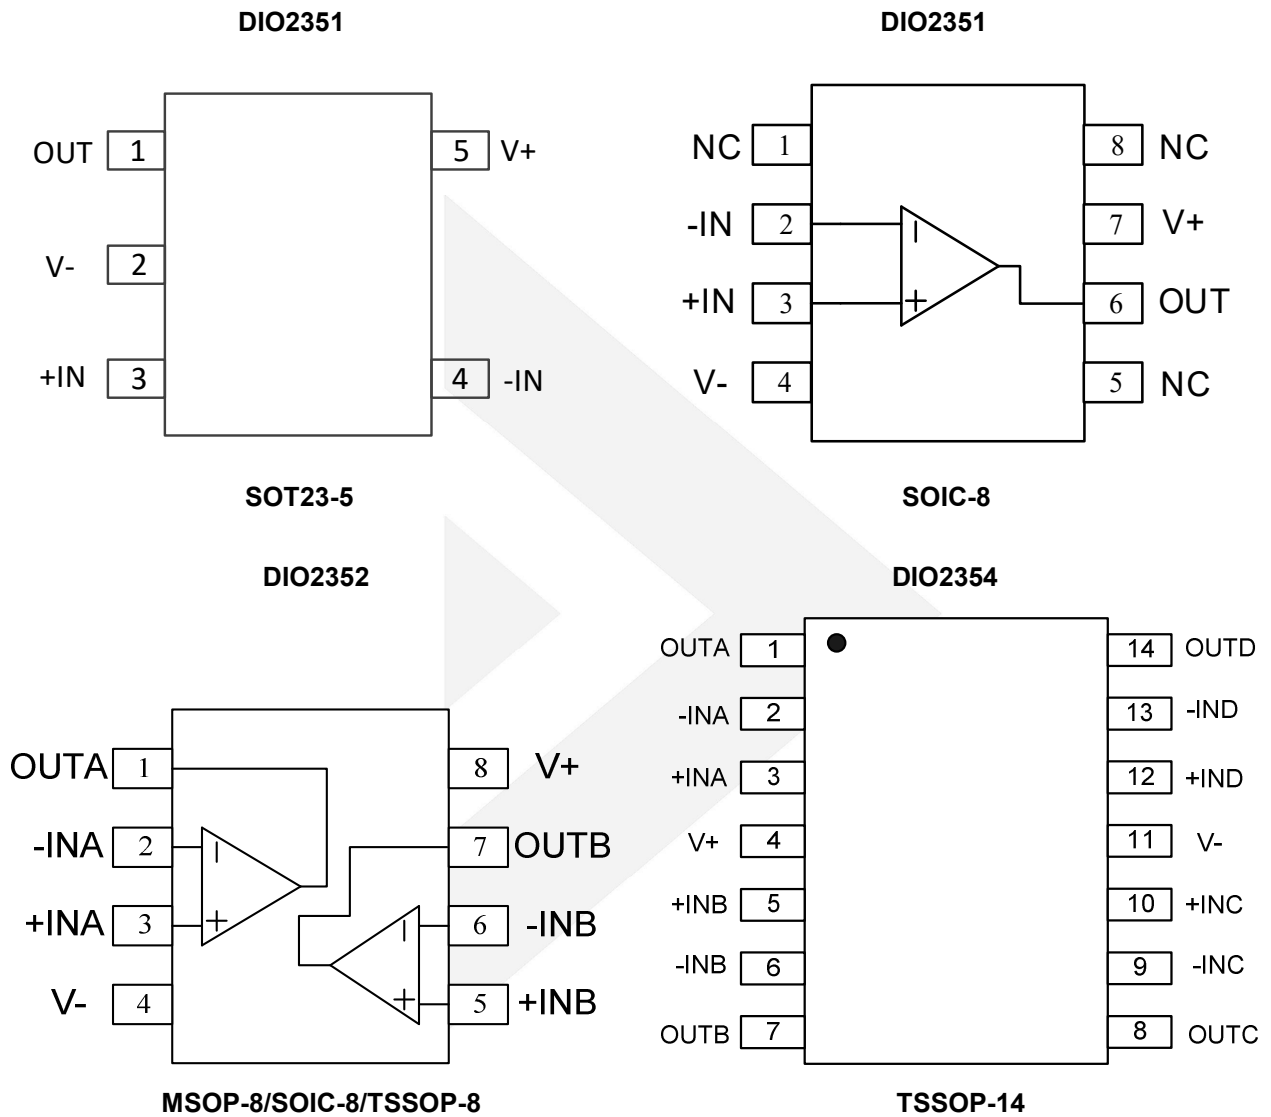 DIO2351
OUT 1
5 V+
V- 2
+IN 3
4 -IN
SOT23-5
DIO2351
NC 1
8 NC
-IN 2
7 V+
+IN 3
6 OUT
V- 4
5 NC
SOIC-8
DIO2352
OUTA 1
8 V+
-INA 2
7 OUTB
+INA 3
6 -INB
V- 4
5 +INB
MSOP-8/SOIC-8/TSSOP-8
DIO2354
OUTA 1
14 OUTD
-INA 2
13 -IND
+INA 3
12 +IND
V+ 4
11 V-
+INB 5
10 +INC
-INB 6
9 -INC
OUTB 7
8 OUTC
TSSOP-14